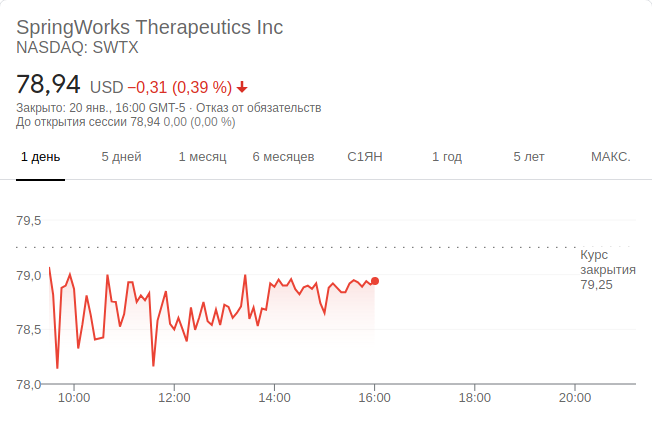 SpringWorks Therapeutics Inc
NASDAQ: SWTX
78,94 USD −0,31 (0,39 %)
Закрыто: 20 янв., 16:00 GMT-5 · Отказ от обязательств
До открытия сессии 78,94 0,00 (0,00 %)
1 день 5 дней 1 месяц 6 месяцев С1ЯН 1 год 5 лет МАКС.
79,5
Курс
закрытия
79,25
79,0
78,5
78,0
10:00 12:00 14:00 16:00 18:00 20:00